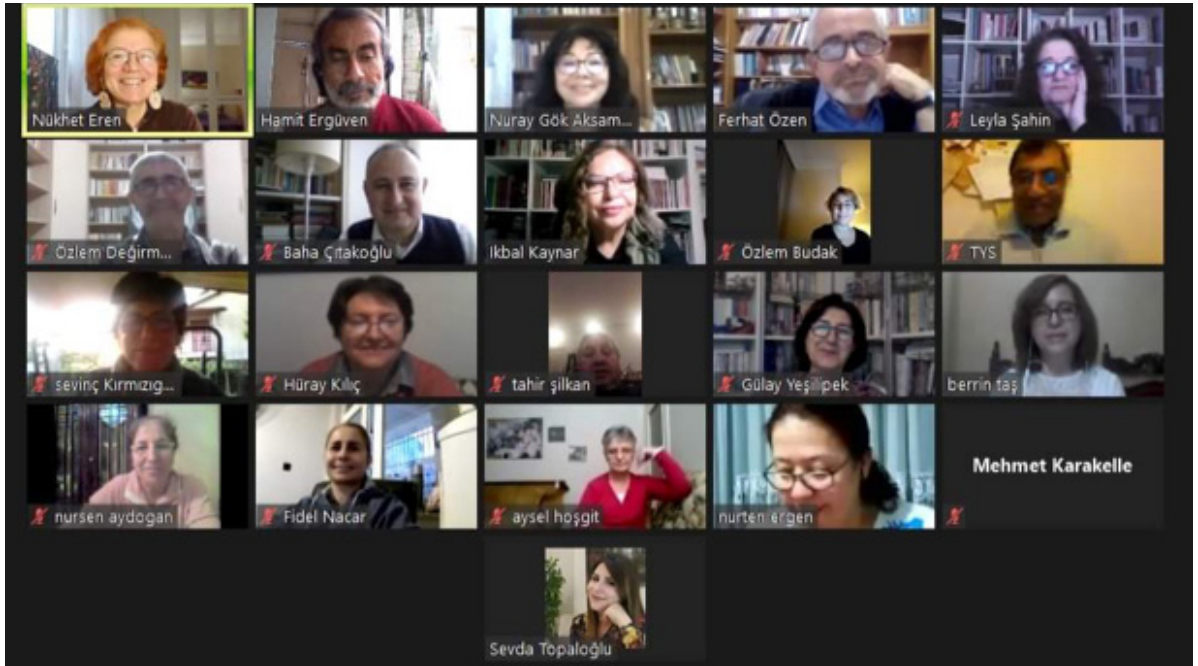 Nükhet Eren
Hamit Ergüven
Nuray Gök Aksam...
Ferhat Özen
Leyla Şahin
Özlem Değirm...
Baha Çıtakoğlu
Ikbal Kaynar
Özlem Budak
TYS
sevinç Kırmızıg...
Hüray Kılıç
tahir şilkan
Gülay Yeşilipek
berrin taş
nursen aydogan
Fidel Nacar
aysel hoşgit
nurten ergen
Mehmet Karakelle
Sevda Topaloğlu